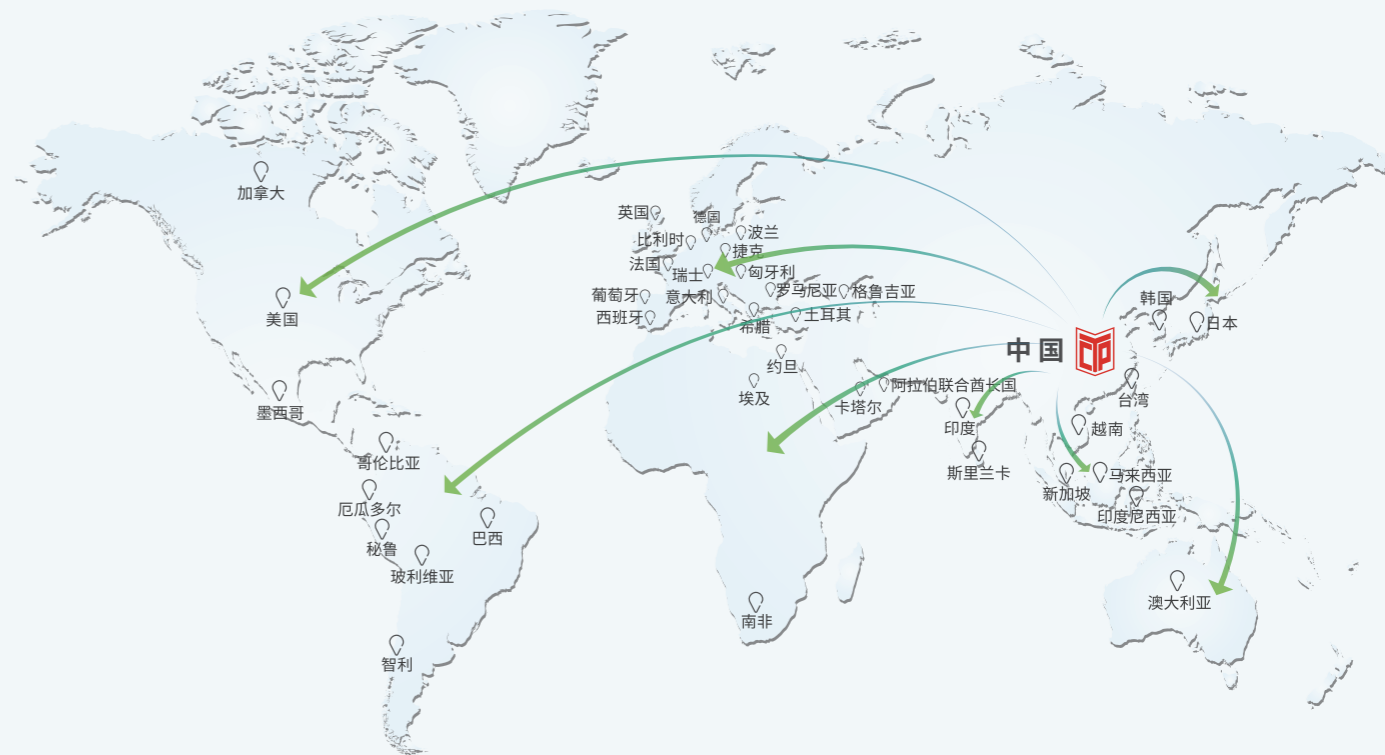 加拿大
美国
墨西哥
哥伦比亚
厄瓜多尔
秘鲁
巴西
玻利维亚
智利
英国
德国
比利时
波兰
捷克
法国
瑞士
匈牙利
葡萄牙
意大利
罗马尼亚
格鲁吉亚
西班牙
希腊
土耳其
约旦
埃及
卡塔尔
阿拉伯联合酋长国
南非
中国
韩国
日本
台湾
印度
越南
斯里兰卡
新加坡
马来西亚
印度尼西亚
澳大利亚